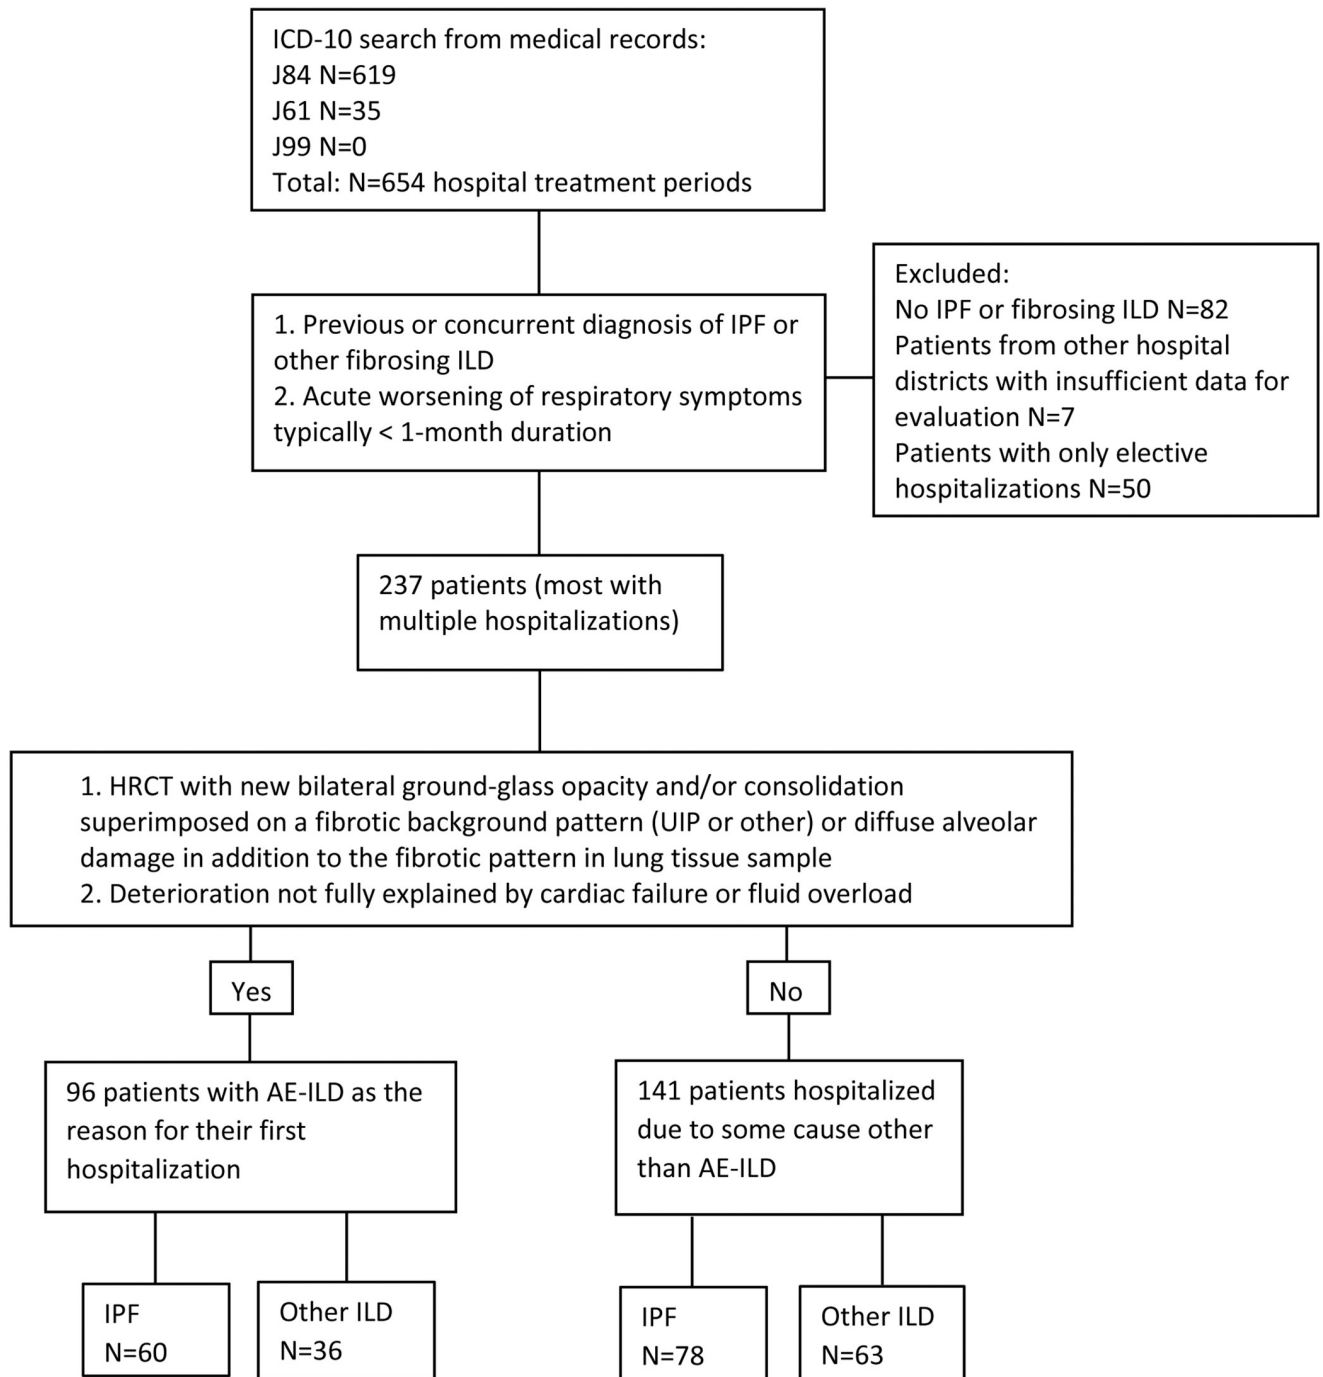 ICD-10 search from medical records:
J84 N=619
J61 N=35
J99 N=0
Total: N=654 hospital treatment periods
Excluded:
No IPF or fibrosing ILD N=82
Patients from other hospital
districts with insufficient data for
evaluation N=7
Patients with only elective
hospitalizations N=50
1. Previous or concurrent diagnosis of IPF or
other fibrosing ILD
2. Acute worsening of respiratory symptoms
typically < 1-month duration
237 patients (most with
multiple hospitalizations)
1. HRCT with new bilateral ground-glass opacity and/or consolidation
superimposed on a fibrotic background pattern (UIP or other) or diffuse alveolar
damage in addition to the fibrotic pattern in lung tissue sample
2. Deterioration not fully explained by cardiac failure or fluid overload
Yes
No
96 patients with AE-ILD as the
reason for their first
hospitalization
141 patients hospitalized
due to some cause other
than AE-ILD
IPF
N=60
Other ILD
N=36
IPF
N=78
Other ILD
N=63